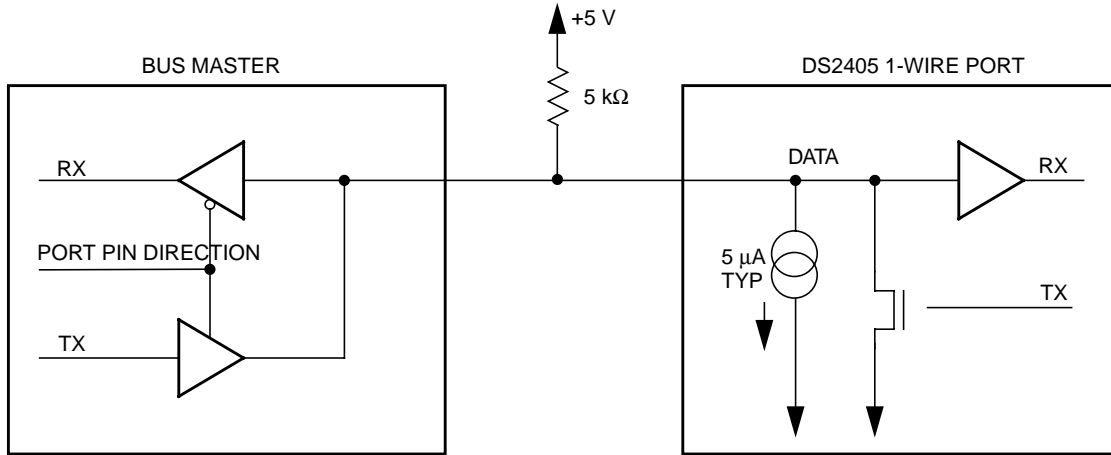 +5 V
BUS MASTER
DS2405 1-WIRE PORT
5 kΩ
RX
DATA
RX
PORT PIN DIRECTION
5 μA
TYP
TX
TX